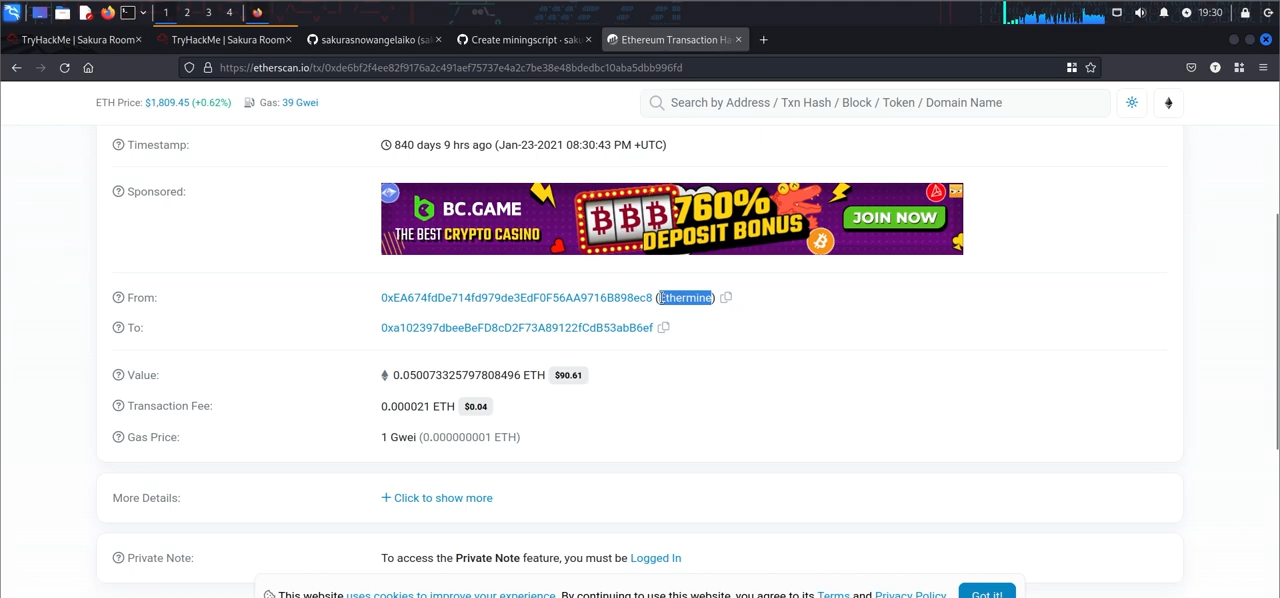 1 2 3 4 19:30
TryHackMe | Sakura Room TryHackMe | Sakura Room sakurasnowangelaiko (sa Create miningscript · saku Ethereum Transaction Ha
https://etherscan.io/tx/0xde6bf2f4ee82f9176a2c491aef75737e4a2c7be38e48bdedbc10aba5dbb996fd
ETH Price: $1,809.45 (+0.62%) Gas: 39 Gwei Search by Address / Txn Hash / Block / Token / Domain Name
Timestamp: 840 days 9 hrs ago (Jan-23-2021 08:30:43 PM +UTC)
Sponsored:
BC.GAME
THE BEST CRYPTO CASINO
760%
DEPOSIT BONUS
JOIN NOW
From: 0xEA674fdDe714fd979de3EdF0F56AA9716B898ec8 (Ethermine)
To: 0xa102397dbeeBeFD8cD2F73A89122fCdB53abB6ef
Value: 0.050073325797808496 ETH $90.61
Transaction Fee: 0.000021 ETH $0.04
Gas Price: 1 Gwei (0.000000001 ETH)
More Details: + Click to show more
Private Note: To access the Private Note feature, you must be Logged In
This website uses cookies to improve your experience. By continuing to use this website, you agree to its Terms and Privacy Policy. Got it!